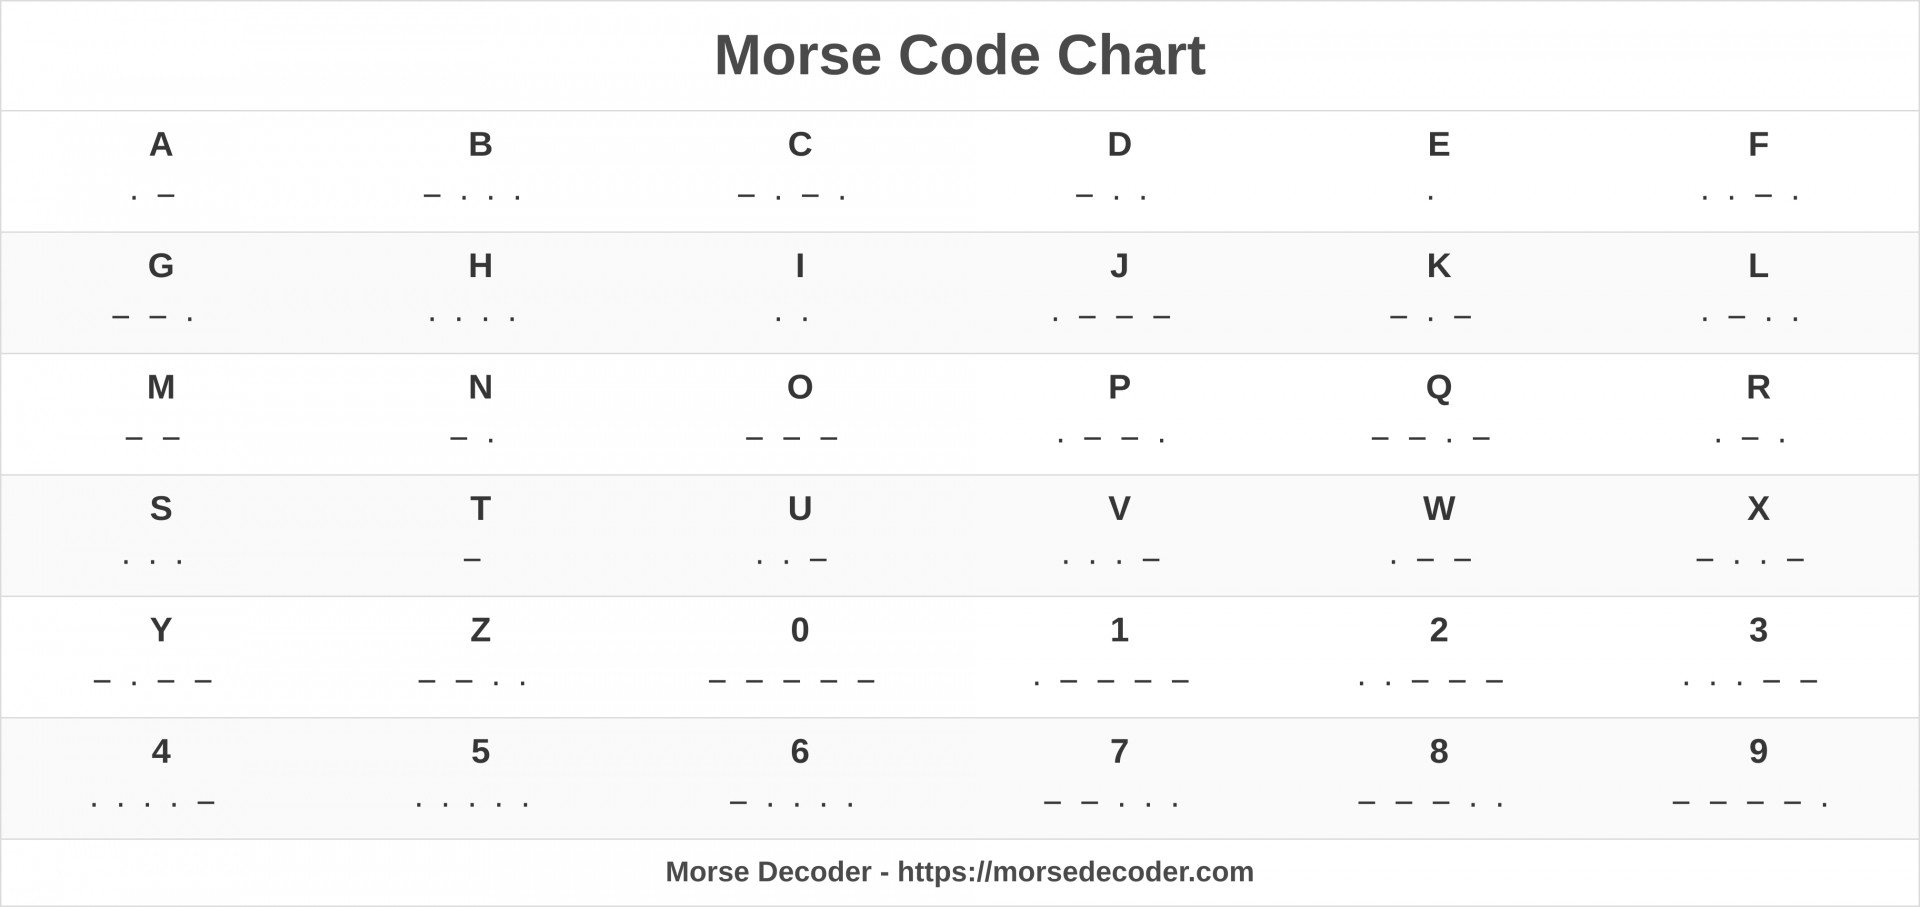 Morse Code Chart
A B C D E F
. – – . . . – . – . – . . . . . – .
G H I J K L
– – . . . . . . . . – – – – . – . – . .
M N O P Q R
– – – . – – – . – – . – – . – . – .
S T U V W X
. . . – . . – . . . – . – – – . . –
Y Z 0 1 2 3
– . – – – – . . – – – – – . – – – – . . – – – . . . – –
4 5 6 7 8 9
. . . . – . . . . . – . . . . – – . . . – – – . . – – – – .
Morse Decoder - https://morsedecoder.com